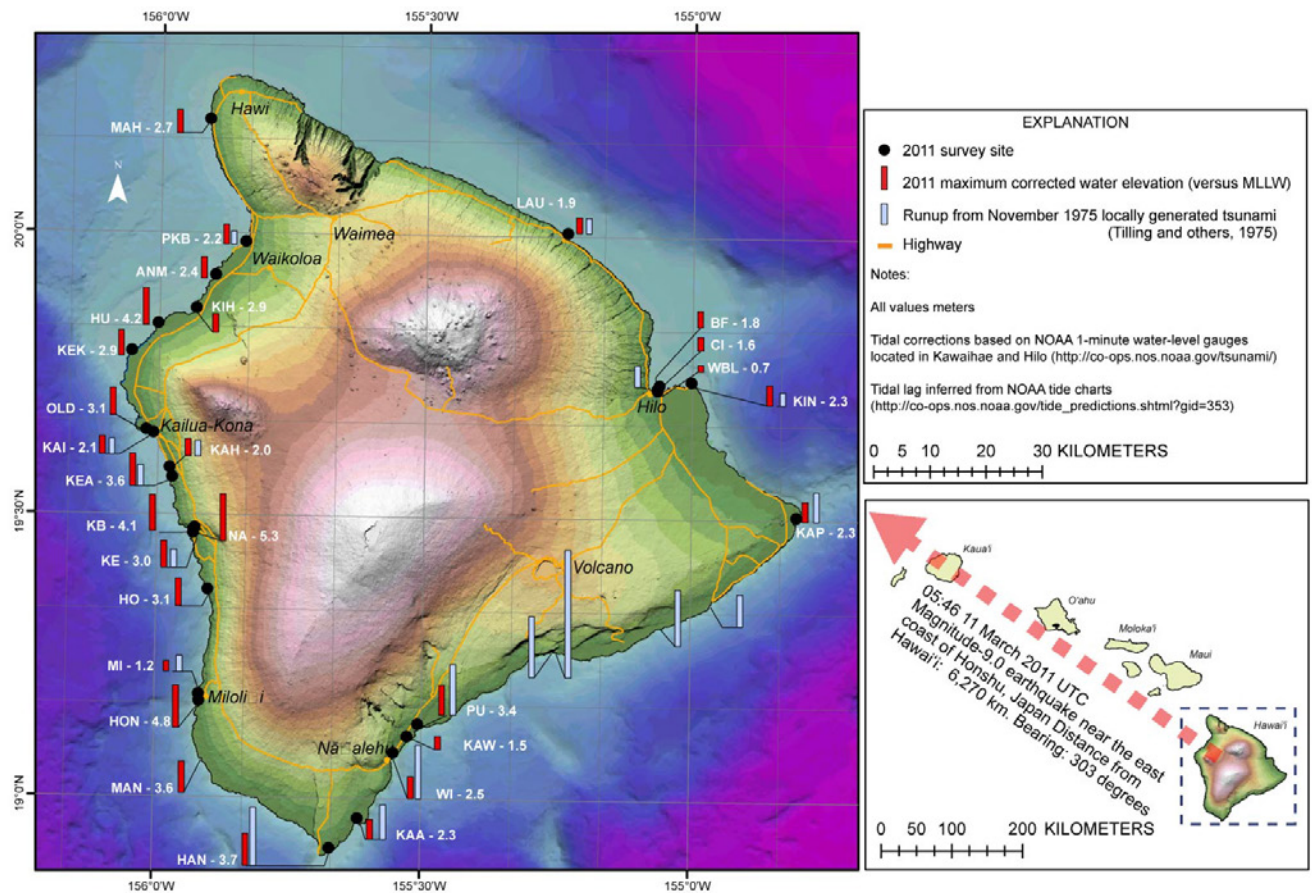 156°0'W
155°30'W
155°0'W
20°0'N
19°30'N
19°0'N
N
Hawi
MAH - 2.7
LAU - 1.9
Waimea
PKB - 2.2
Waikoloa
ANM - 2.4
KIH - 2.9
HU - 4.2
KEK - 2.9
BF - 1.8
CI - 1.6
WBL - 0.7
KIN - 2.3
Hilo
OLD - 3.1
Kailua-Kona
KAI - 2.1
KAH - 2.0
KEA - 3.6
KB - 4.1
NA - 5.3
KAP - 2.3
KE - 3.0
Volcano
HO - 3.1
MI - 1.2
Miloli i
HON - 4.8
PU - 3.4
KAW - 1.5
Nā alehu
MAN - 3.6
WI - 2.5
KAA - 2.3
HAN - 3.7
156°0'W
155°30'W
155°0'W
EXPLANATION
2011 survey site
2011 maximum corrected water elevation (versus MLLW)
Runup from November 1975 locally generated tsunami
(Tilling and others, 1975)
Highway
Notes:
All values meters
Tidal corrections based on NOAA 1-minute water-level gauges
located in Kawaihae and Hilo (http://co-ops.nos.noaa.gov/tsunami/)
Tidal lag inferred from NOAA tide charts
(http://co-ops.nos.noaa.gov/tide_predictions.shtml?gid=353)
0 5 10 20 30 KILOMETERS
Kaua'i
O'ahu
Moloka'i
Maui
Hawai'i
05:46 11 March 2011 UTC
Magnitude-9.0 earthquake near the east
coast of Honshu, Japan Distance from
Hawai'i: 6,270 km. Bearing: 303 degrees
0 50 100 200 KILOMETERS